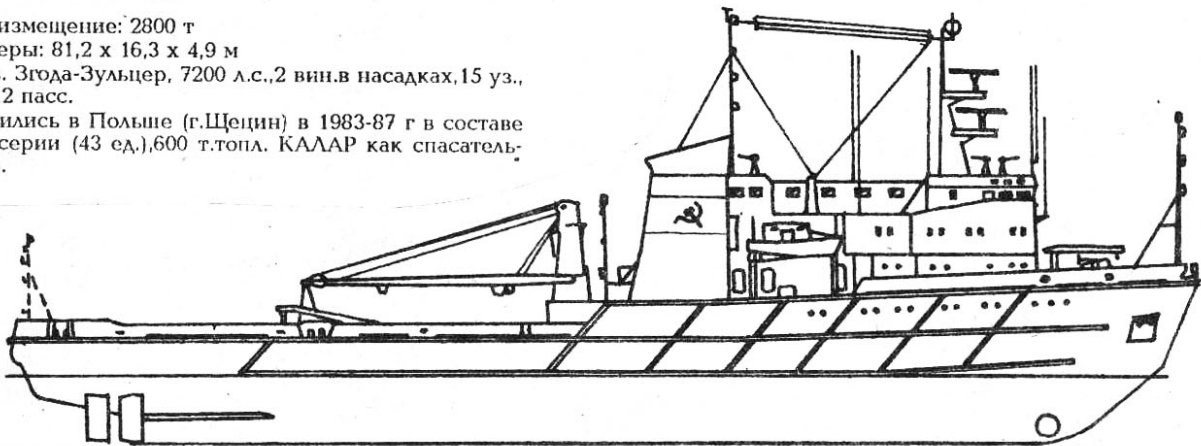 измещение: 2800 т
еры: 81,2 х 16,3 х 4,9 м
. Згода-Зульцер, 7200 л.с.,2 вин.в насадках,15 уз.,
2 пасс.
ились в Польше (г.Щецин) в 1983-87 г в составе
серии (43 ед.),600 т.топл. КАЛАР как спасатель-
.